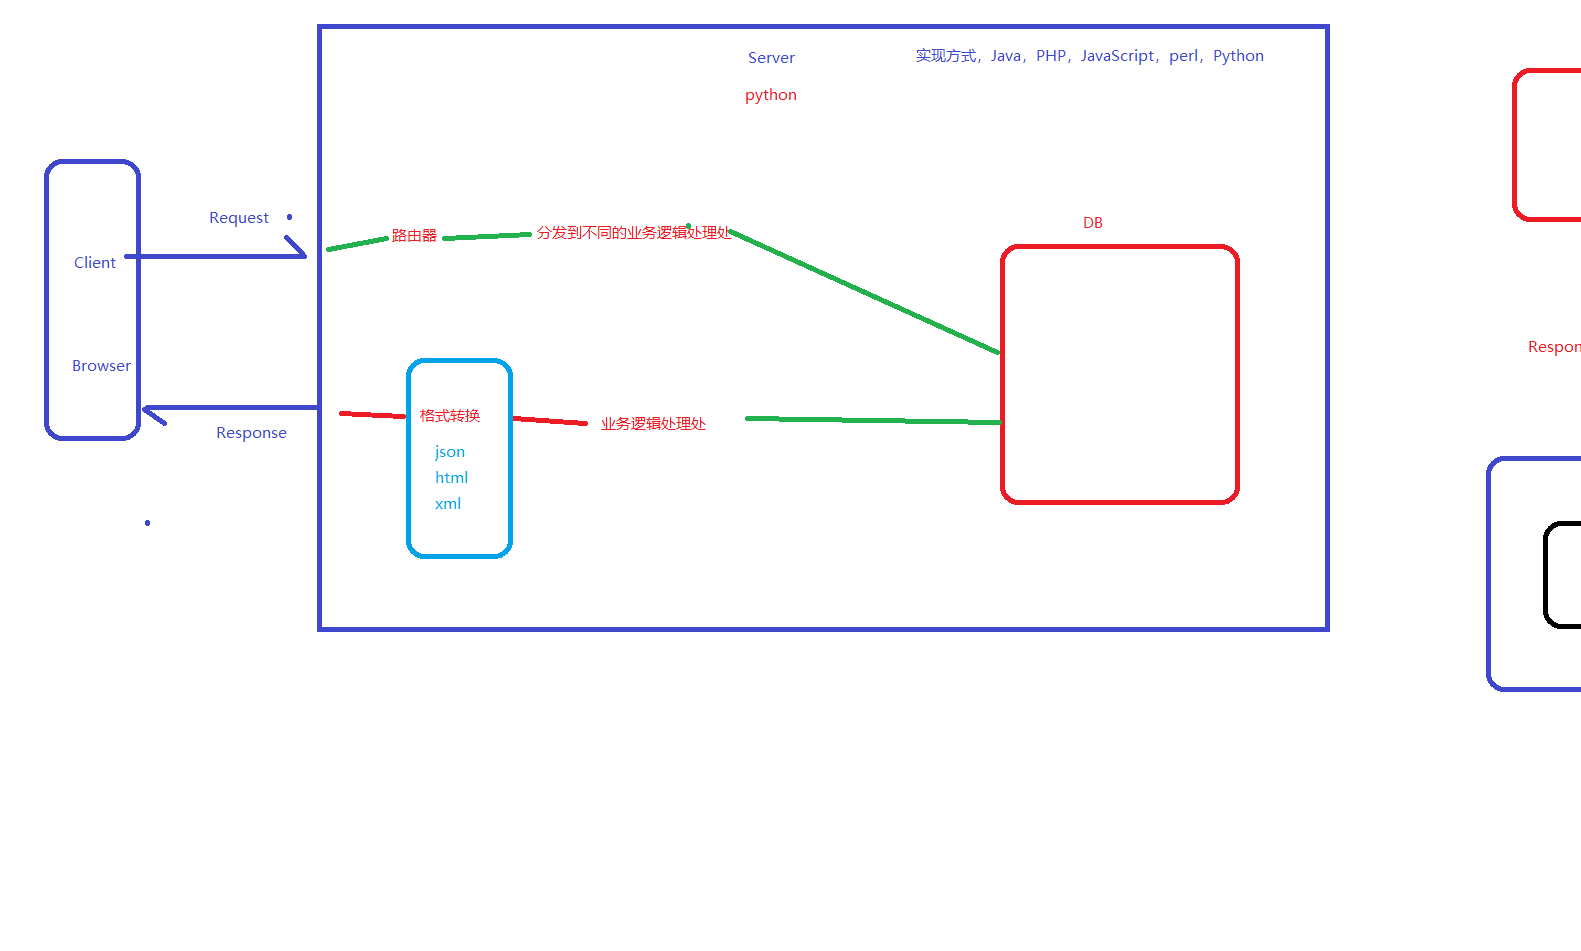 Server
实现方式，Java，PHP，JavaScript，perl，Python
python
Request
路由器
分发到不同的业务逻辑处理处
DB
Client
Browser
Respon
格式转换
业务逻辑处理处
Response
json
html
xml